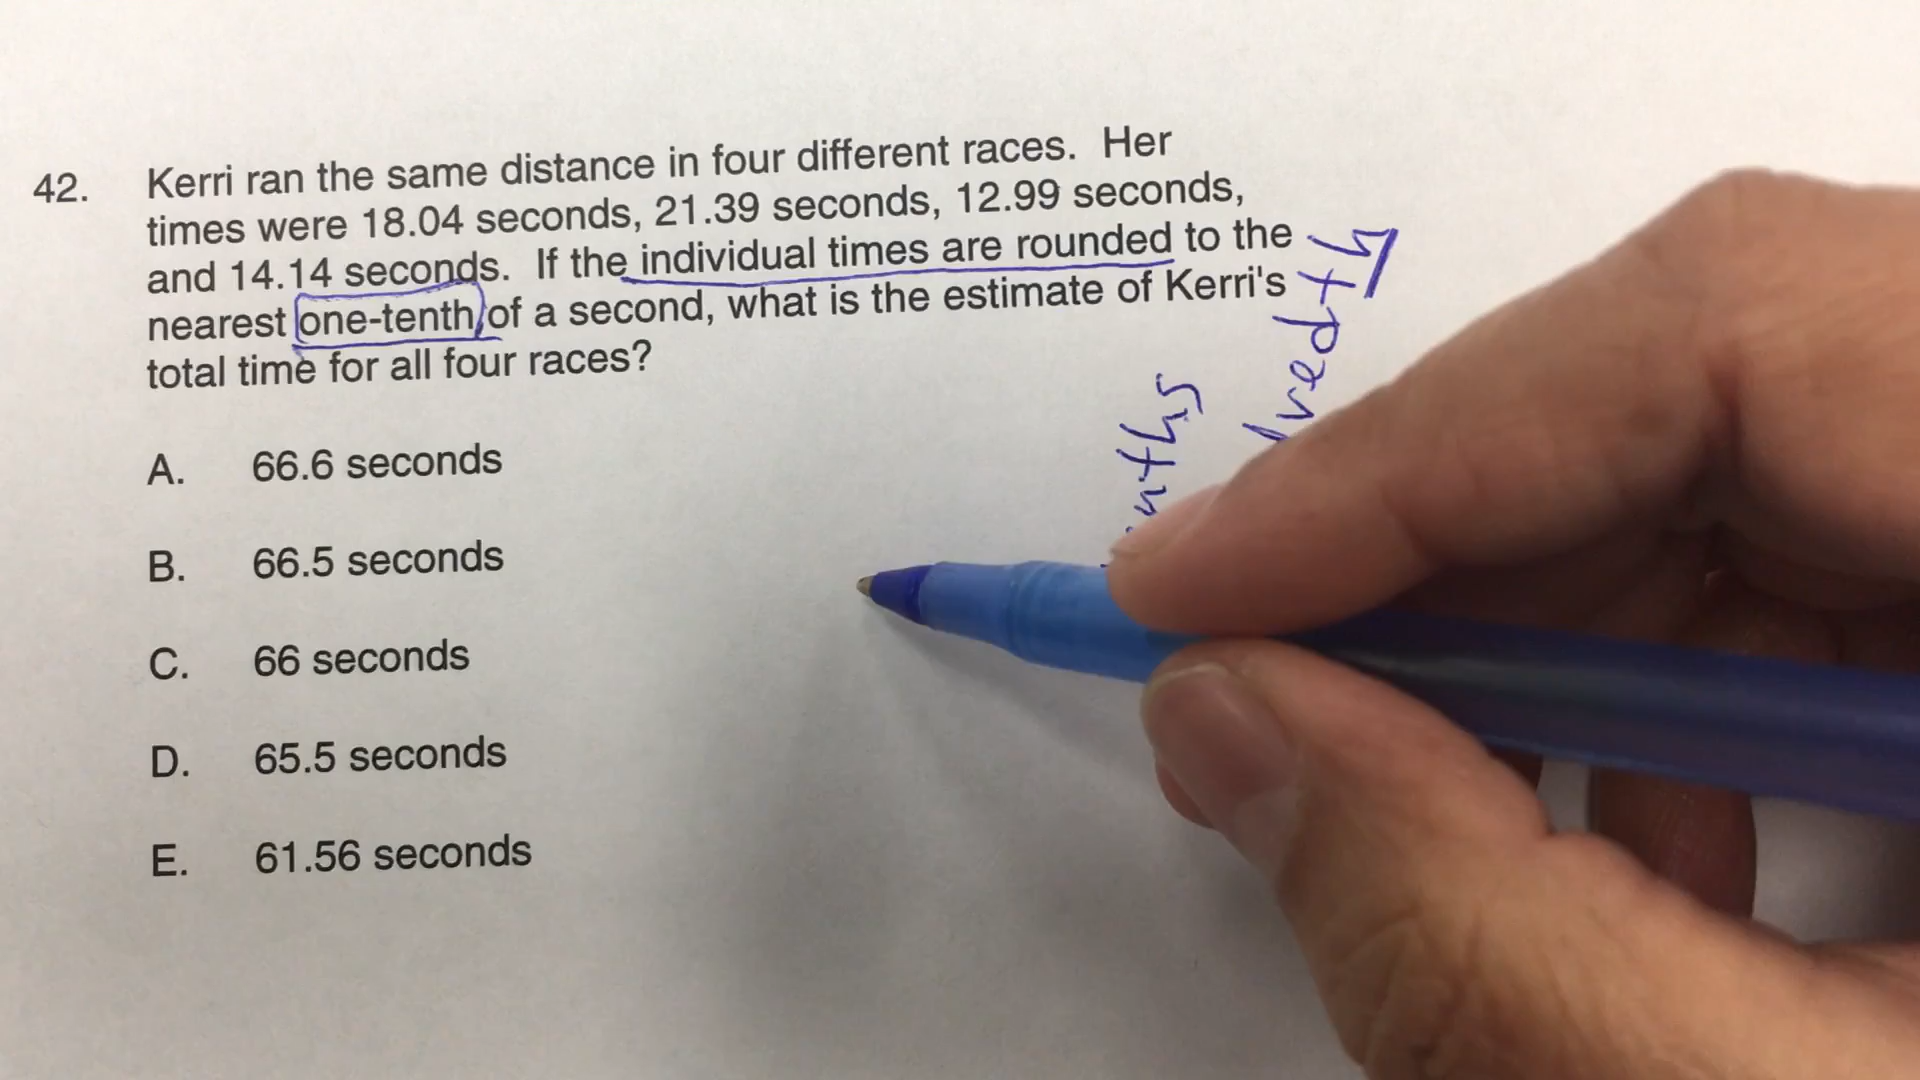 42. Kerri ran the same distance in four different races. Her
times were 18.04 seconds, 21.39 seconds, 12.99 seconds,
and 14.14 seconds. If the individual times are rounded to the
nearest one-tenth of a second, what is the estimate of Kerri's
total time for all four races?
A. 66.6 seconds
B. 66.5 seconds
C. 66 seconds
D. 65.5 seconds
E. 61.56 seconds